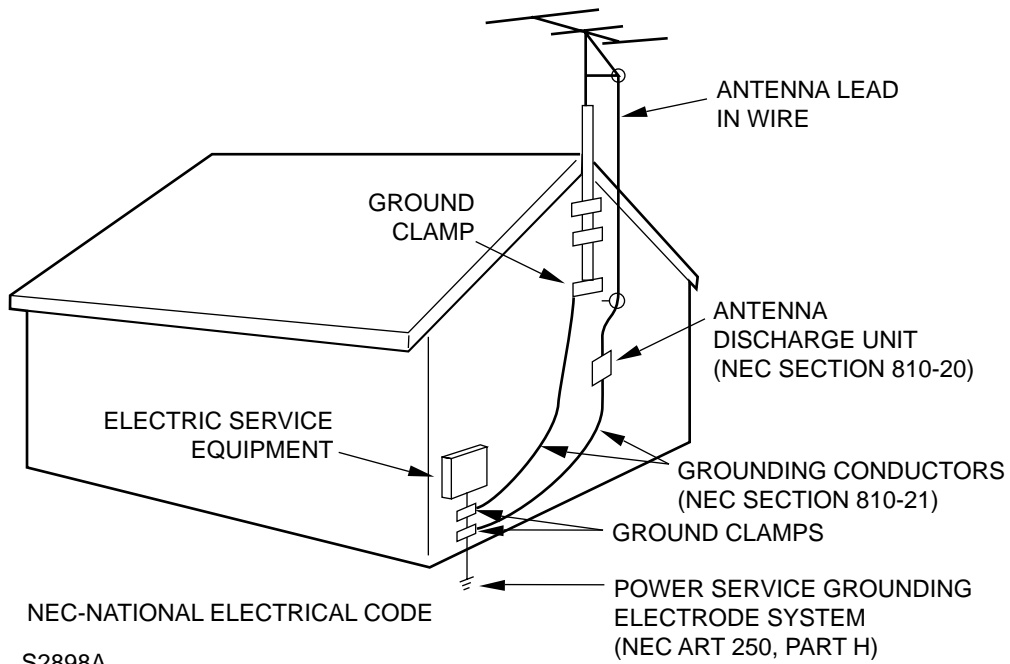 ANTENNA LEAD
IN WIRE
GROUND
CLAMP
ANTENNA
DISCHARGE UNIT
(NEC SECTION 810-20)
ELECTRIC SERVICE
EQUIPMENT
GROUNDING CONDUCTORS
(NEC SECTION 810-21)
GROUND CLAMPS
POWER SERVICE GROUNDING
ELECTRODE SYSTEM
(NEC ART 250, PART H)
NEC-NATIONAL ELECTRICAL CODE
S2898A